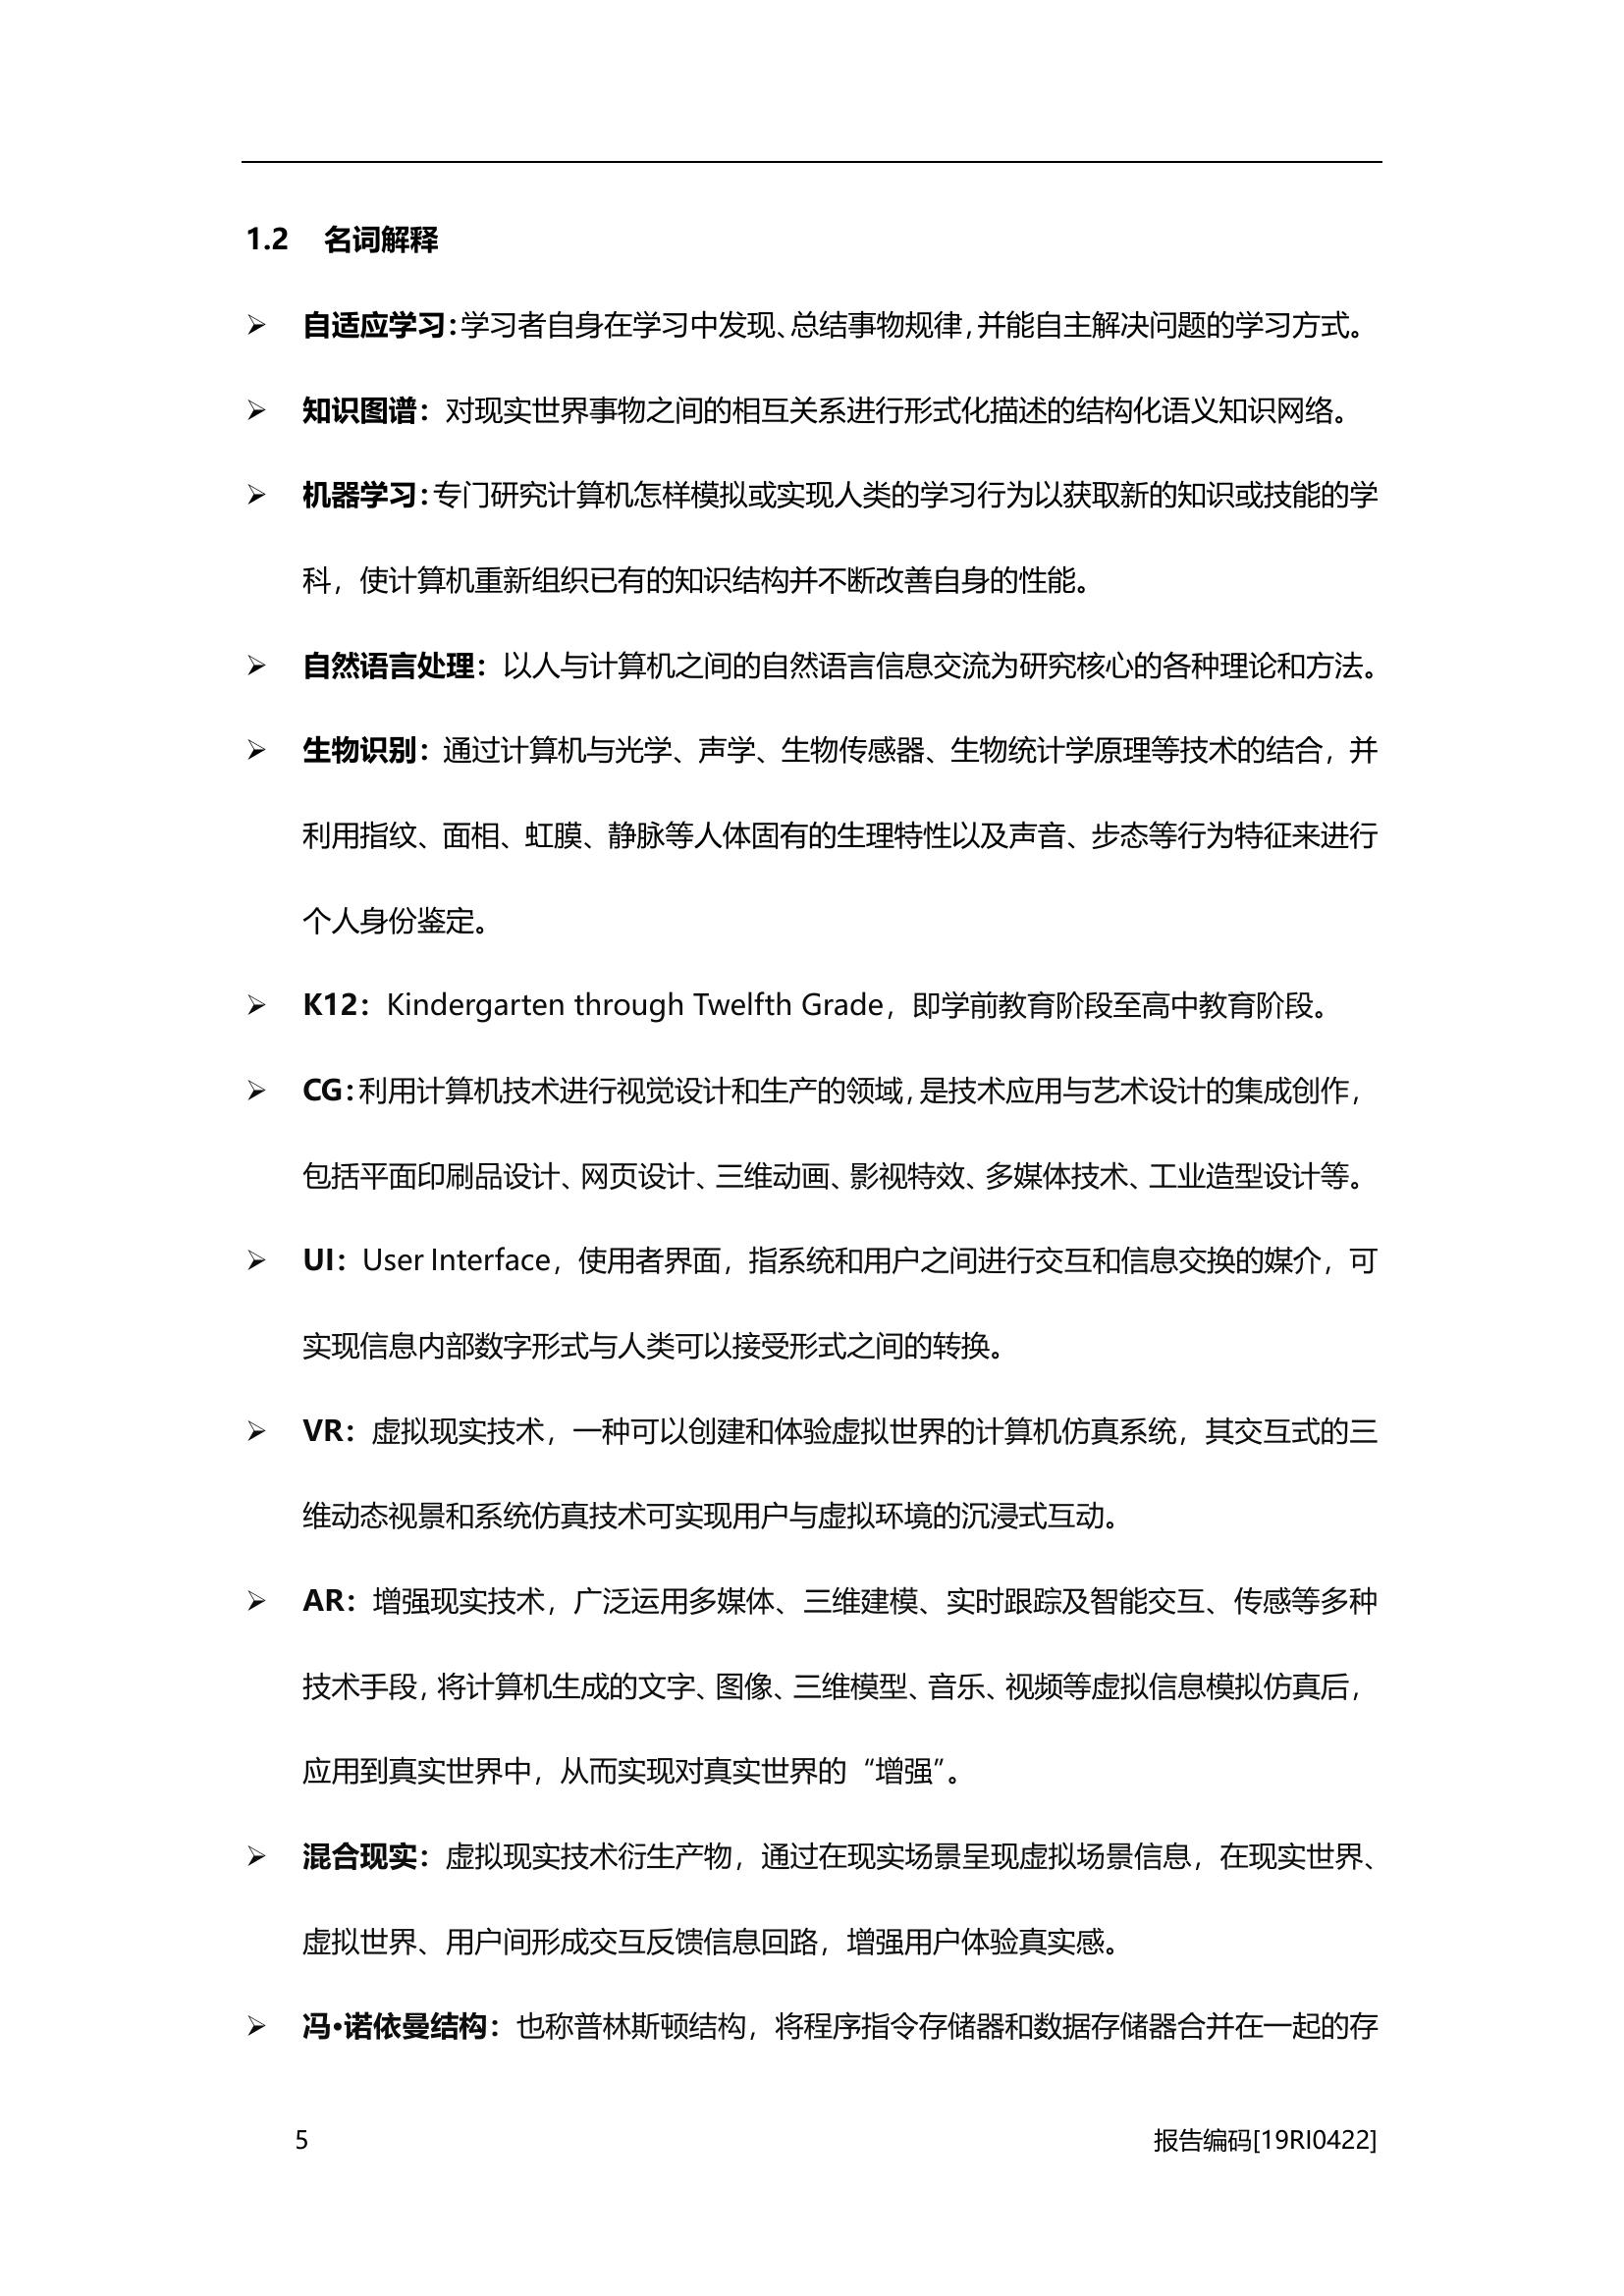 1.2 名词解释
➢ 自适应学习：学习者自身在学习中发现、总结事物规律，并能自主解决问题的学习方式。
➢ 知识图谱：对现实世界事物之间的相互关系进行形式化描述的结构化语义知识网络。
➢ 机器学习：专门研究计算机怎样模拟或实现人类的学习行为以获取新的知识或技能的学
科，使计算机重新组织已有的知识结构并不断改善自身的性能。
➢ 自然语言处理：以人与计算机之间的自然语言信息交流为研究核心的各种理论和方法。
➢ 生物识别：通过计算机与光学、声学、生物传感器、生物统计学原理等技术的结合，并
利用指纹、面相、虹膜、静脉等人体固有的生理特性以及声音、步态等行为特征来进行
个人身份鉴定。
➢ K12：Kindergarten through Twelfth Grade，即学前教育阶段至高中教育阶段。
➢ CG：利用计算机技术进行视觉设计和生产的领域，是技术应用与艺术设计的集成创作，
包括平面印刷品设计、网页设计、三维动画、影视特效、多媒体技术、工业造型设计等。
➢ UI：User Interface，使用者界面，指系统和用户之间进行交互和信息交换的媒介，可
实现信息内部数字形式与人类可以接受形式之间的转换。
➢ VR：虚拟现实技术，一种可以创建和体验虚拟世界的计算机仿真系统，其交互式的三
维动态视景和系统仿真技术可实现用户与虚拟环境的沉浸式互动。
➢ AR：增强现实技术，广泛运用多媒体、三维建模、实时跟踪及智能交互、传感等多种
技术手段，将计算机生成的文字、图像、三维模型、音乐、视频等虚拟信息模拟仿真后，
应用到真实世界中，从而实现对真实世界的“增强”。
➢ 混合现实：虚拟现实技术衍生产物，通过在现实场景呈现虚拟场景信息，在现实世界、
虚拟世界、用户间形成交互反馈信息回路，增强用户体验真实感。
➢ 冯•诺依曼结构：也称普林斯顿结构，将程序指令存储器和数据存储器合并在一起的存
5 报告编码[19RI0422]